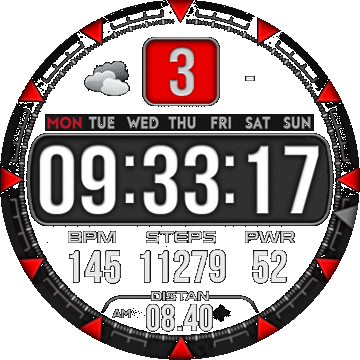 3 -
MON TUE WED THU FRI SAT SUN
09:33:17
BPM STEPS PWR
145 11279 52
DISTAN
AM 08.40